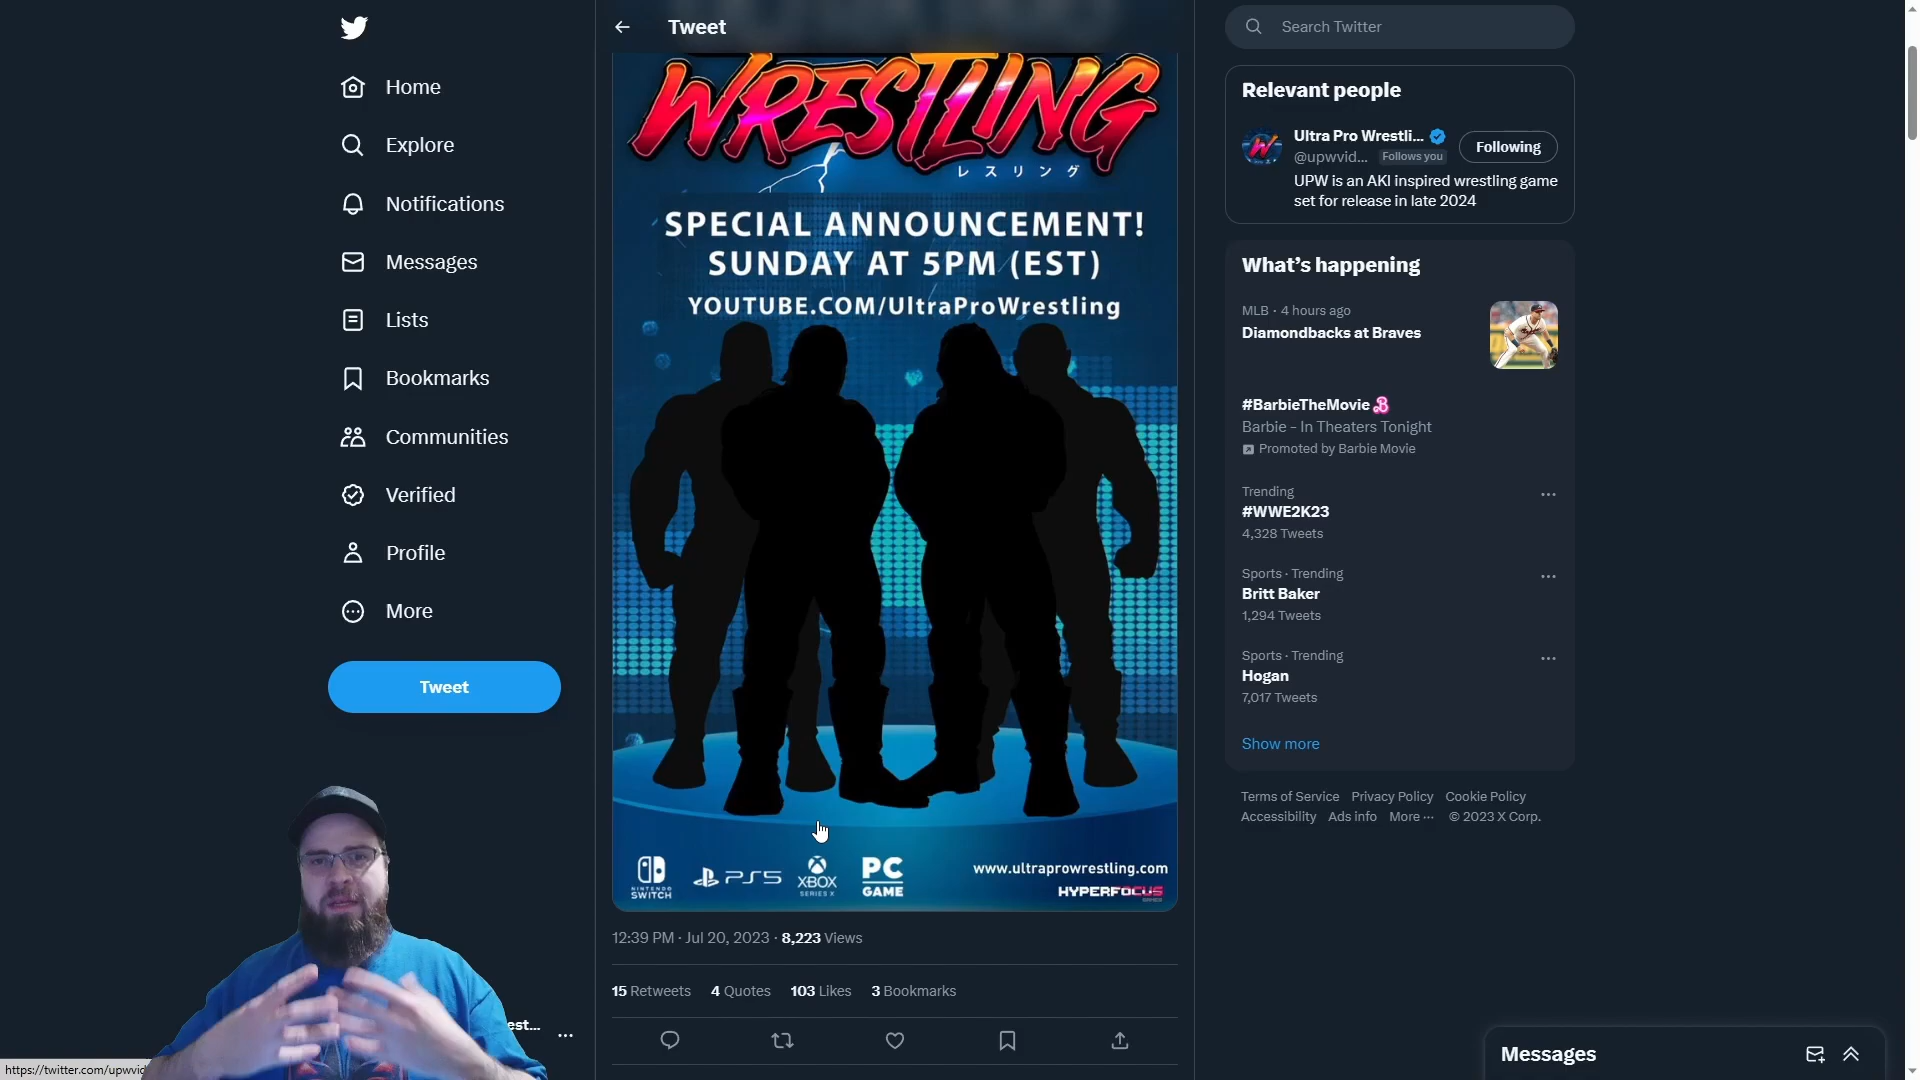 Tweet
Home
Explore
Notifications
Messages
Lists
Bookmarks
Communities
Verified
Profile
More
Tweet
est...
https://twitter.com/upwvid
WRESTLING
レスリング
SPECIAL ANNOUNCEMENT!
SUNDAY AT 5PM (EST)
YOUTUBE.COM/UltraProWrestling
NINTENDO
SWITCH
PS5
XBOX
SERIES X
PC
GAME
www.ultraprowrestling.com
HYPERFOCUS
GAMES
12:39 PM · Jul 20, 2023 · 8,223 Views
15 Retweets 4 Quotes 103 Likes 3 Bookmarks
Search Twitter
Relevant people
Ultra Pro Wrestli...
Following
@upwvid... Follows you
UPW is an AKI inspired wrestling game
set for release in late 2024
What's happening
MLB · 4 hours ago
Diamondbacks at Braves
#BarbieTheMovie
Barbie - In Theaters Tonight
Promoted by Barbie Movie
Trending
#WWE2K23
4,328 Tweets
Sports · Trending
Britt Baker
1,294 Tweets
Sports · Trending
Hogan
7,017 Tweets
Show more
Terms of Service Privacy Policy Cookie Policy
Accessibility Ads info More ··· © 2023 X Corp.
Messages